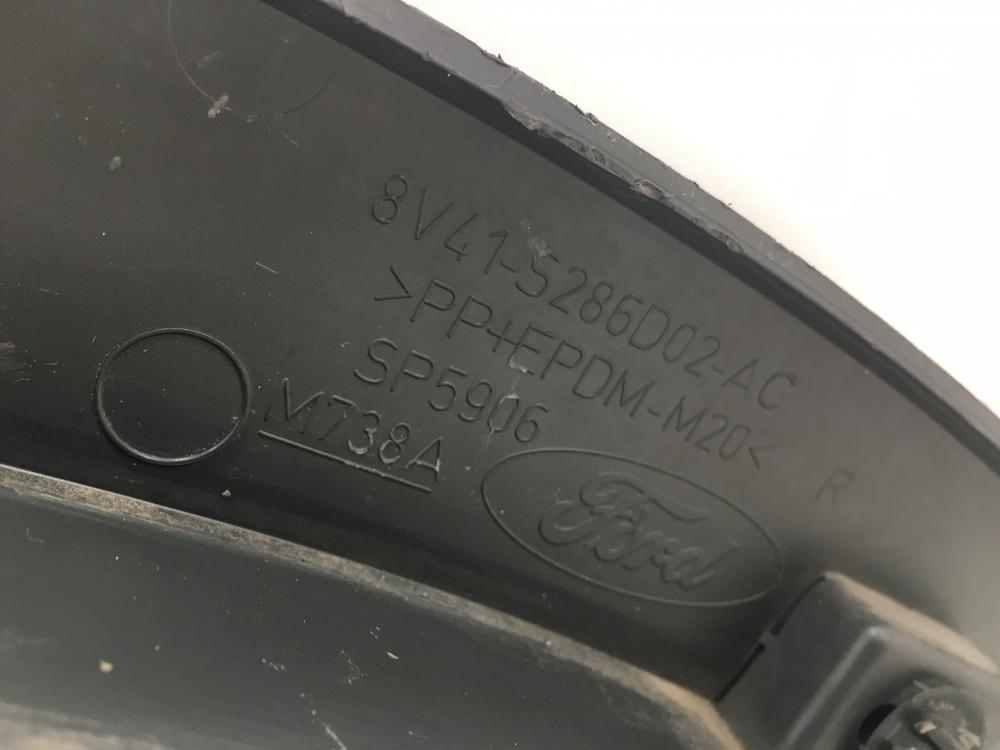 8V41-S286D02-AC
>PP+EPDM-M20<
R
SP5906
M738A
Ford